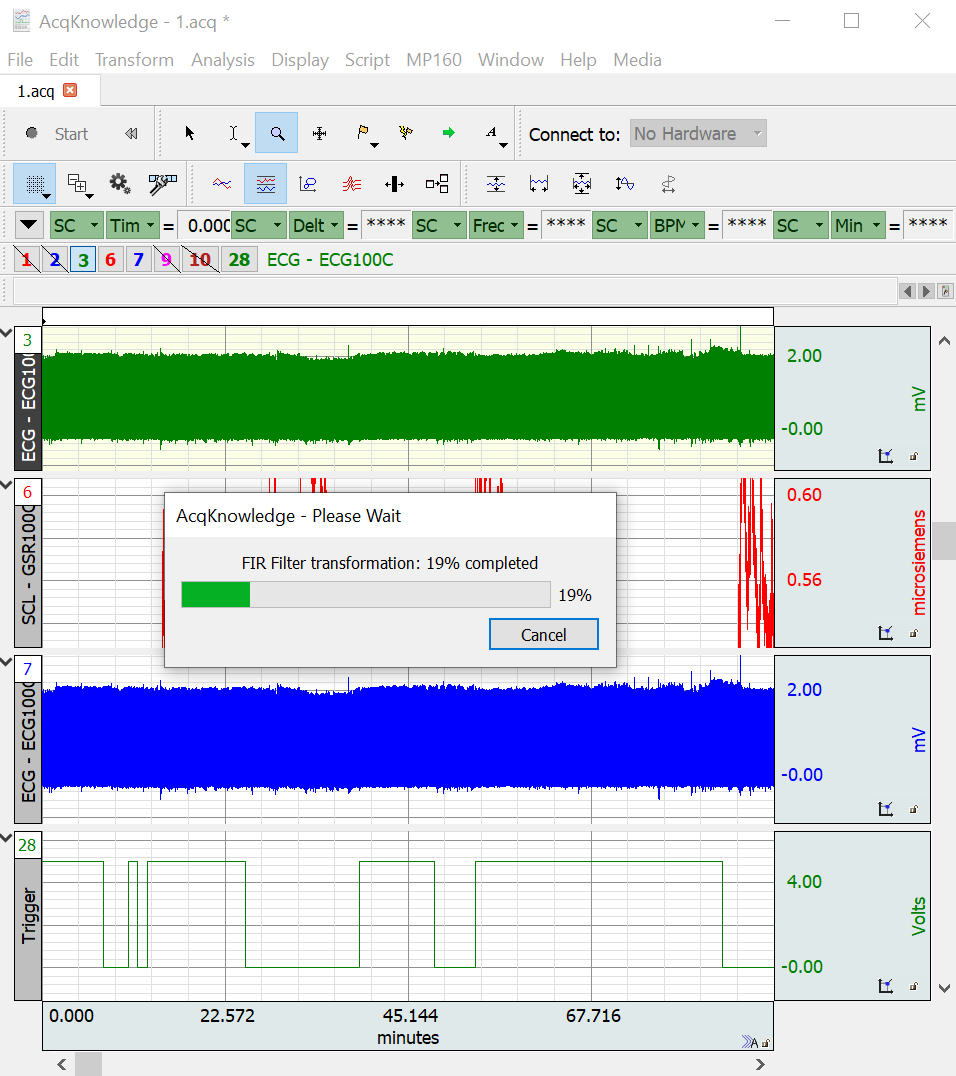 AcqKnowledge - 1.acq *
File Edit Transform Analysis Display Script MP160 Window Help Media
1.acq
Start
Connect to: No Hardware
SC Tim = 0.000 SC Delt = **** SC Frec = **** SC BPM = **** SC Min = ****
1 2 3 6 7 9 10 28 ECG - ECG100C
3
ECG - ECG100
2.00
-0.00
mV
6
SCL - GSR100C
0.60
0.56
microsiemens
AcqKnowledge - Please Wait
FIR Filter transformation: 19% completed
19%
Cancel
7
ECG - ECG100C
2.00
-0.00
mV
28
Trigger
4.00
-0.00
Volts
0.000 22.572 45.144 67.716
minutes
A